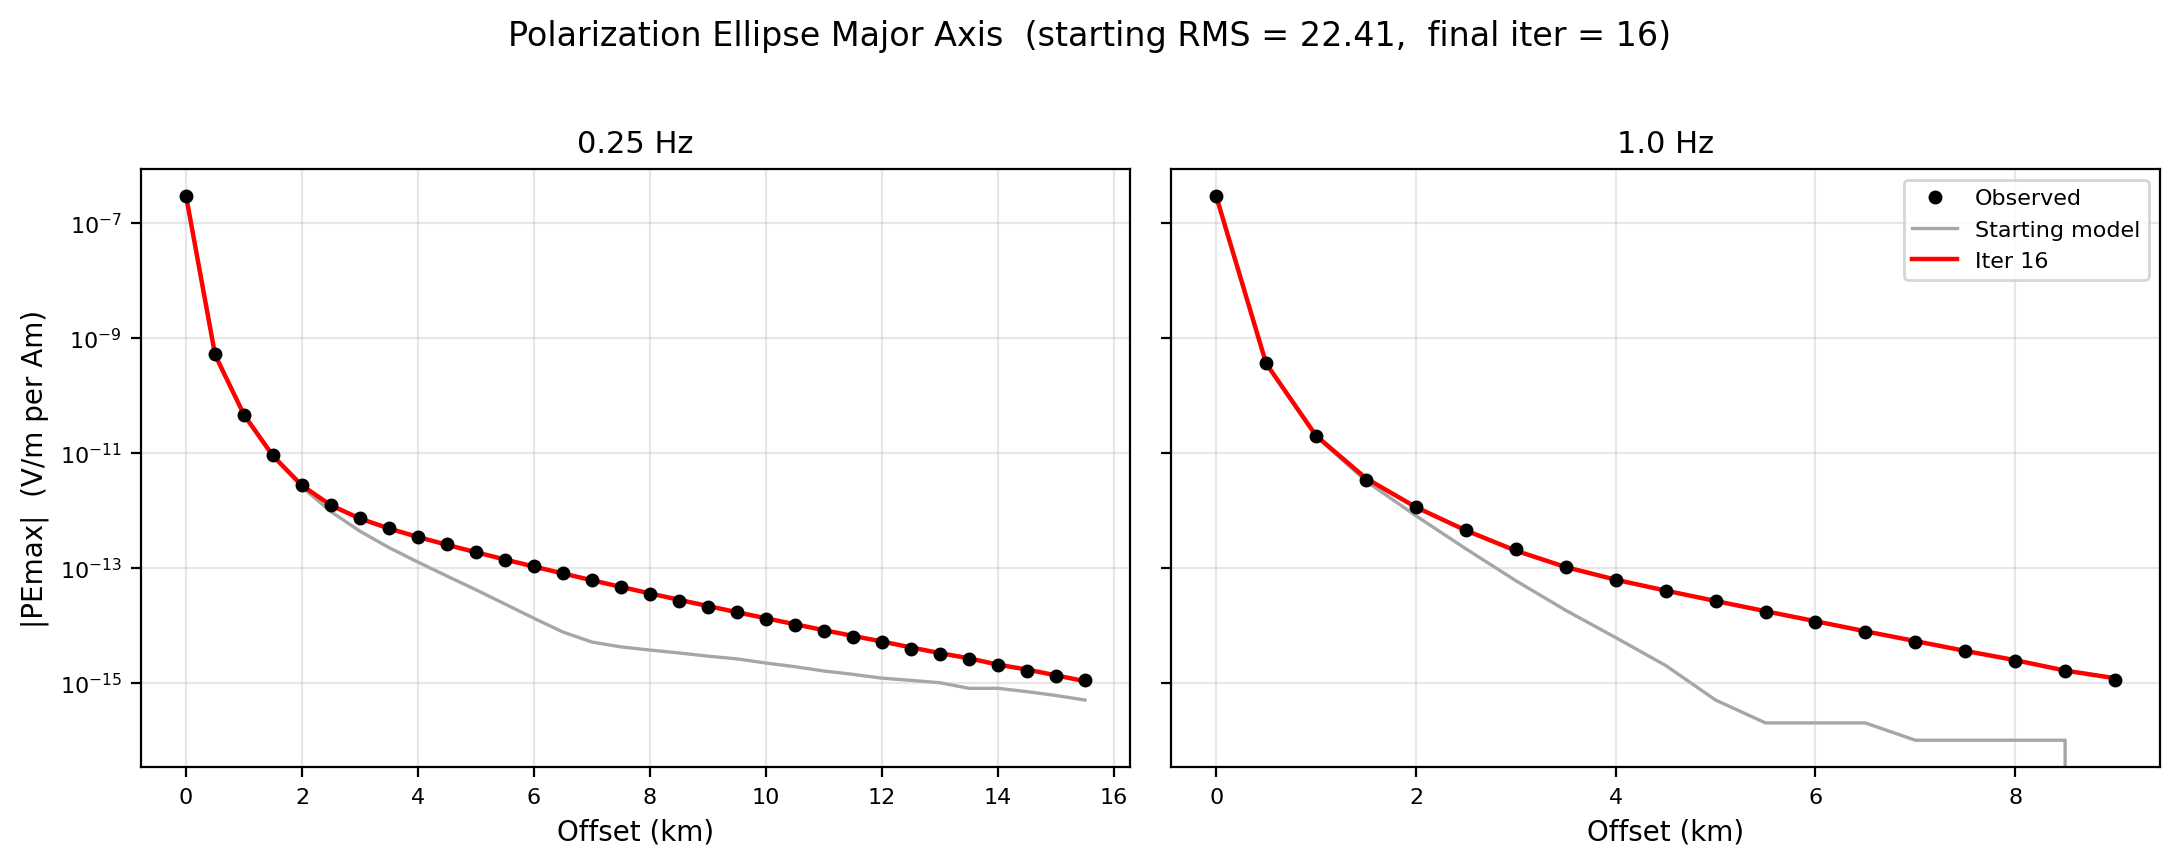 Polarization Ellipse Major Axis  (starting RMS = 22.41,  final iter = 16)
0.25 Hz
1.0 Hz
|PEmax|  (V/m per Am)
10⁻⁷
10⁻⁹
10⁻¹¹
10⁻¹³
10⁻¹⁵
0 2 4 6 8 10 12 14 16
Offset (km)
Observed
Starting model
Iter 16
0 2 4 6 8
Offset (km)